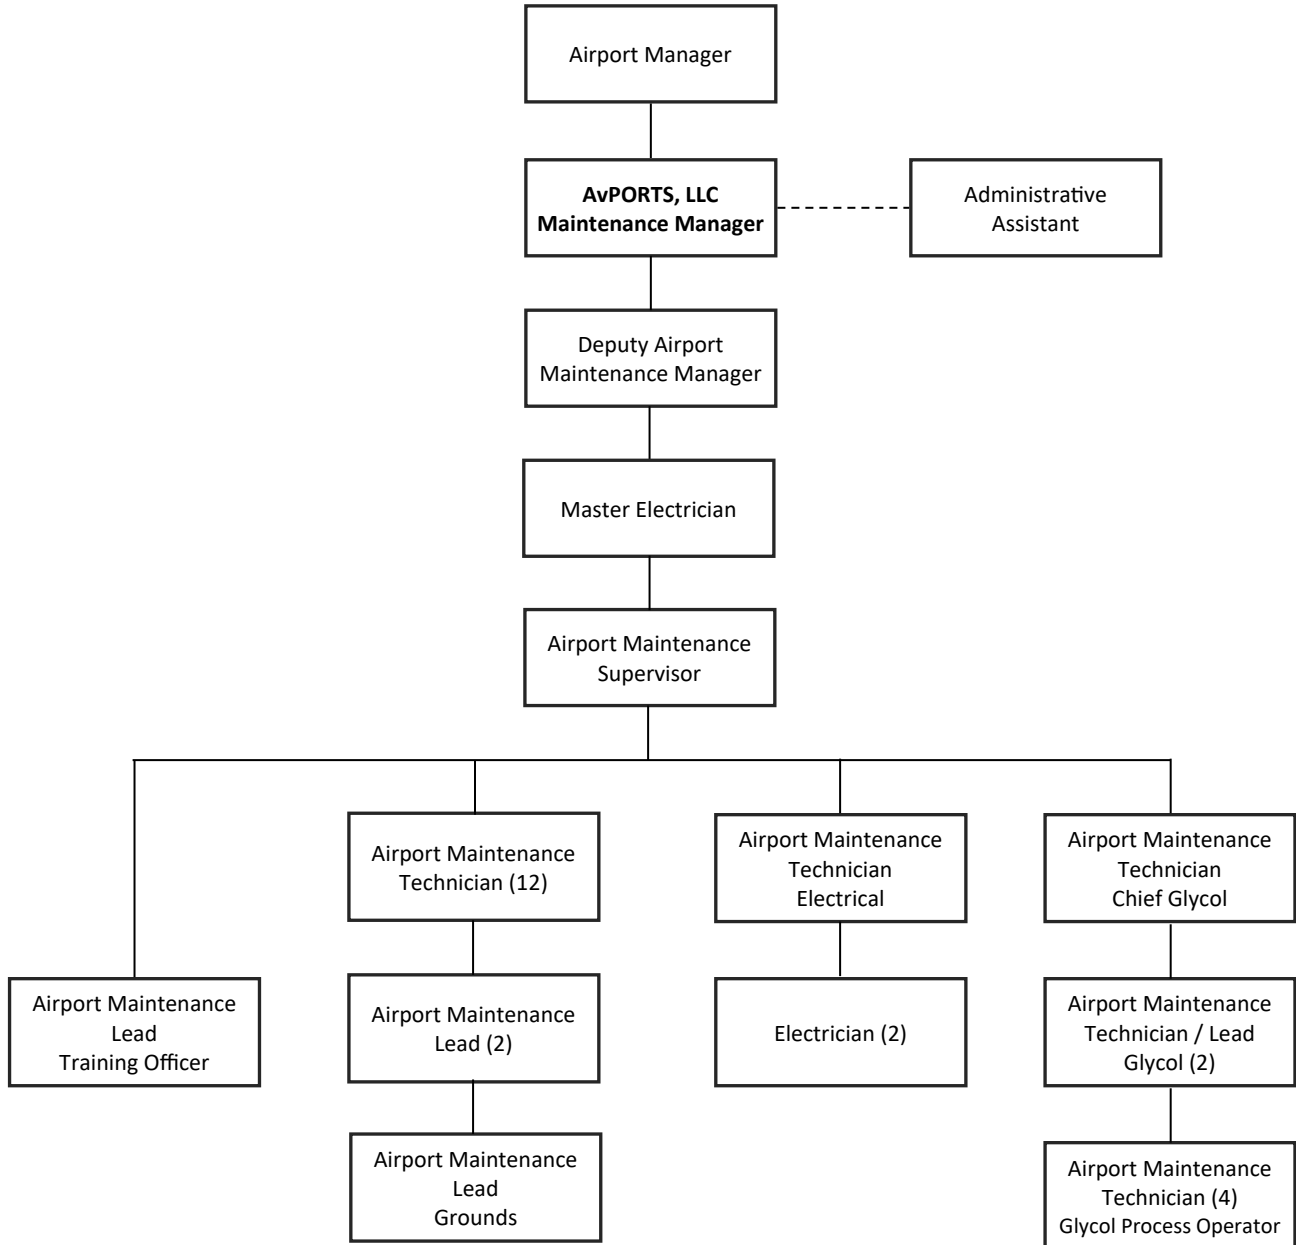 Airport Manager
AvPORTS, LLC
Maintenance Manager
Administrative
Assistant
Deputy Airport
Maintenance Manager
Master Electrician
Airport Maintenance
Supervisor
Airport Maintenance
Lead
Training Officer
Airport Maintenance
Technician (12)
Airport Maintenance
Lead (2)
Airport Maintenance
Lead
Grounds
Airport Maintenance
Technician
Electrical
Electrician (2)
Airport Maintenance
Technician
Chief Glycol
Airport Maintenance
Technician / Lead
Glycol (2)
Airport Maintenance
Technician (4)
Glycol Process Operator